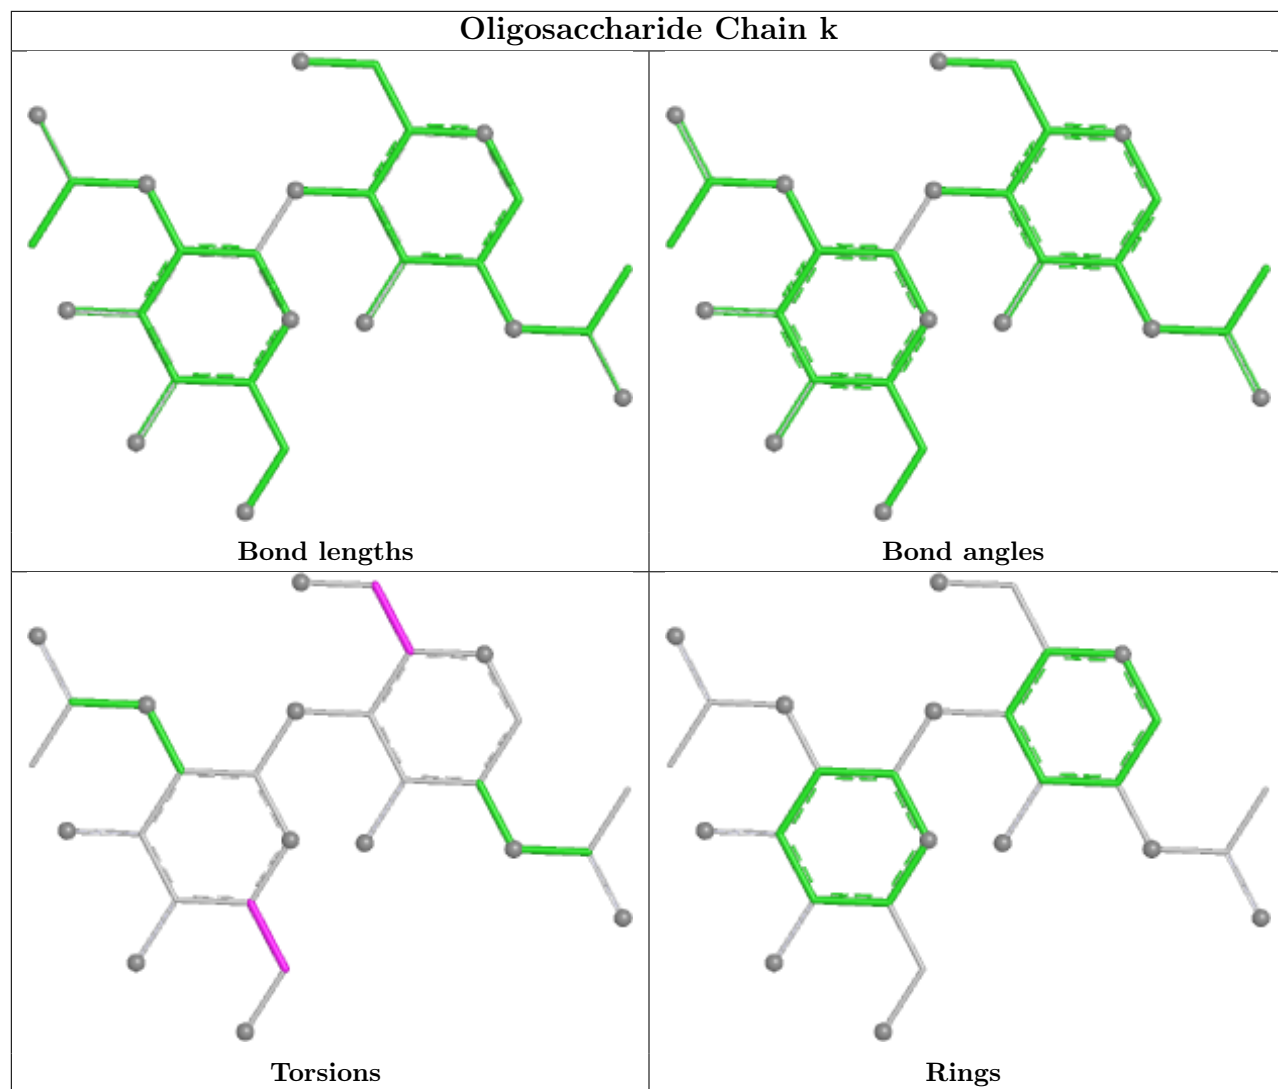 Oligosaccharide Chain k
Bond lengths
Bond angles
Torsions
Rings